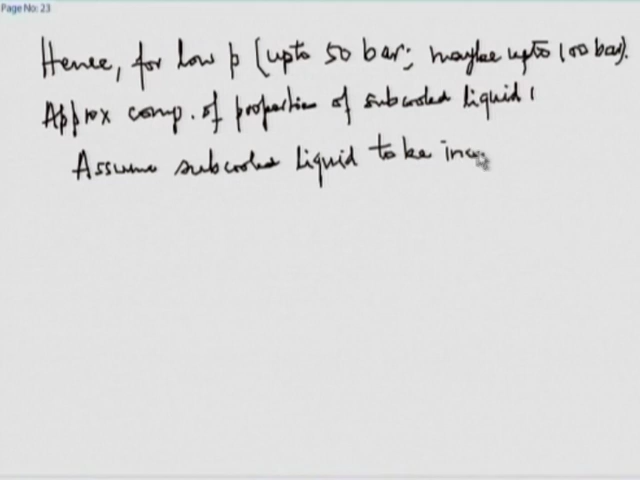 Page No: 23
Hence, for low p (upto 50 bar; maybe upto 100 bar).
Approx comp. of properties of subcooled liquid (
Assume subcooled liquid to be inc